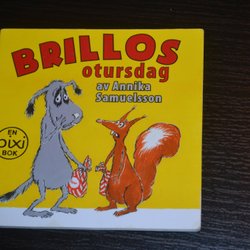 BRILLOS
otursdag
av Annika
Samuelsson
EN
PIXI
BOK